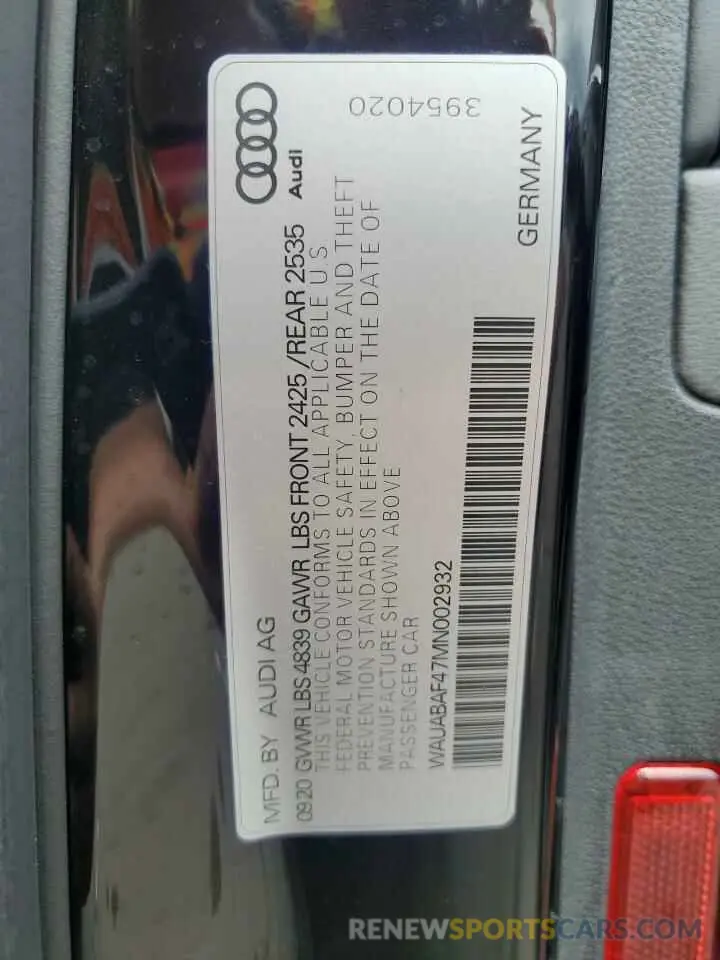 MFD. BY AUDI AG
Audi
09.20 GVWR LBS 4839 GAWR LBS FRONT 2425 /REAR 2535
THIS VEHICLE CONFORMS TO ALL APPLICABLE U.S.
FEDERAL MOTOR VEHICLE SAFETY, BUMPER AND THEFT
PREVENTION STANDARDS IN EFFECT ON THE DATE OF
MANUFACTURE SHOWN ABOVE
PASSENGER CAR
3954020
WAUABAF47MN002932
GERMANY
RENEWSPORTSCARS.COM